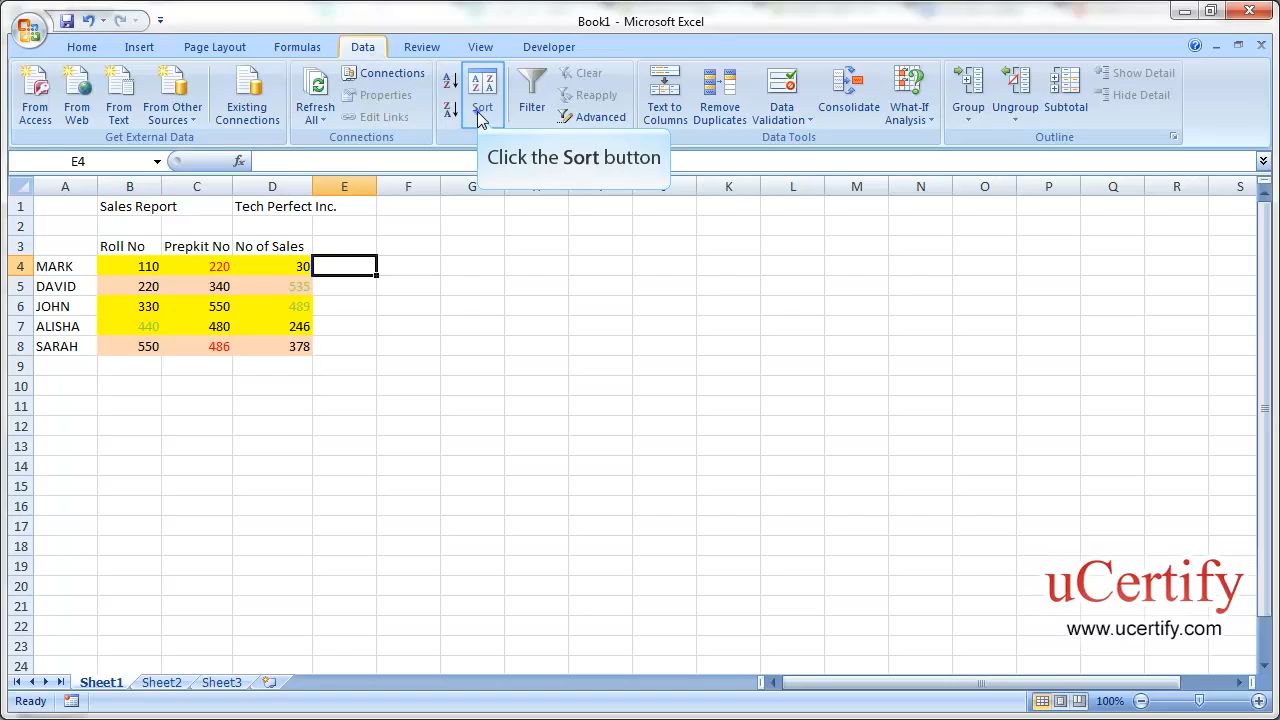 Book1 - Microsoft Excel
Home Insert Page Layout Formulas Data Review View Developer
From Access
From Web
From Text
From Other Sources
Existing Connections
Get External Data
Refresh All
Connections
Properties
Edit Links
Connections
A Z
Z A
Sort
Filter
Clear
Reapply
Advanced
Text to Columns
Remove Duplicates
Data Validation
Consolidate
What-If Analysis
Data Tools
Group
Ungroup
Subtotal
Show Detail
Hide Detail
Outline
Click the Sort button
E4 fx
A B C D E F G K L M N O P Q R S
1 Sales Report Tech Perfect Inc.
2
3 Roll No Prepkit No No of Sales
4 MARK 110 220 30
5 DAVID 220 340 535
6 JOHN 330 550 489
7 ALISHA 440 480 246
8 SARAH 550 486 378
9
10
11
12
13
14
15
16
17
18
19
20
21
22
23
24
uCertify
www.ucertify.com
Sheet1 Sheet2 Sheet3
Ready 100%